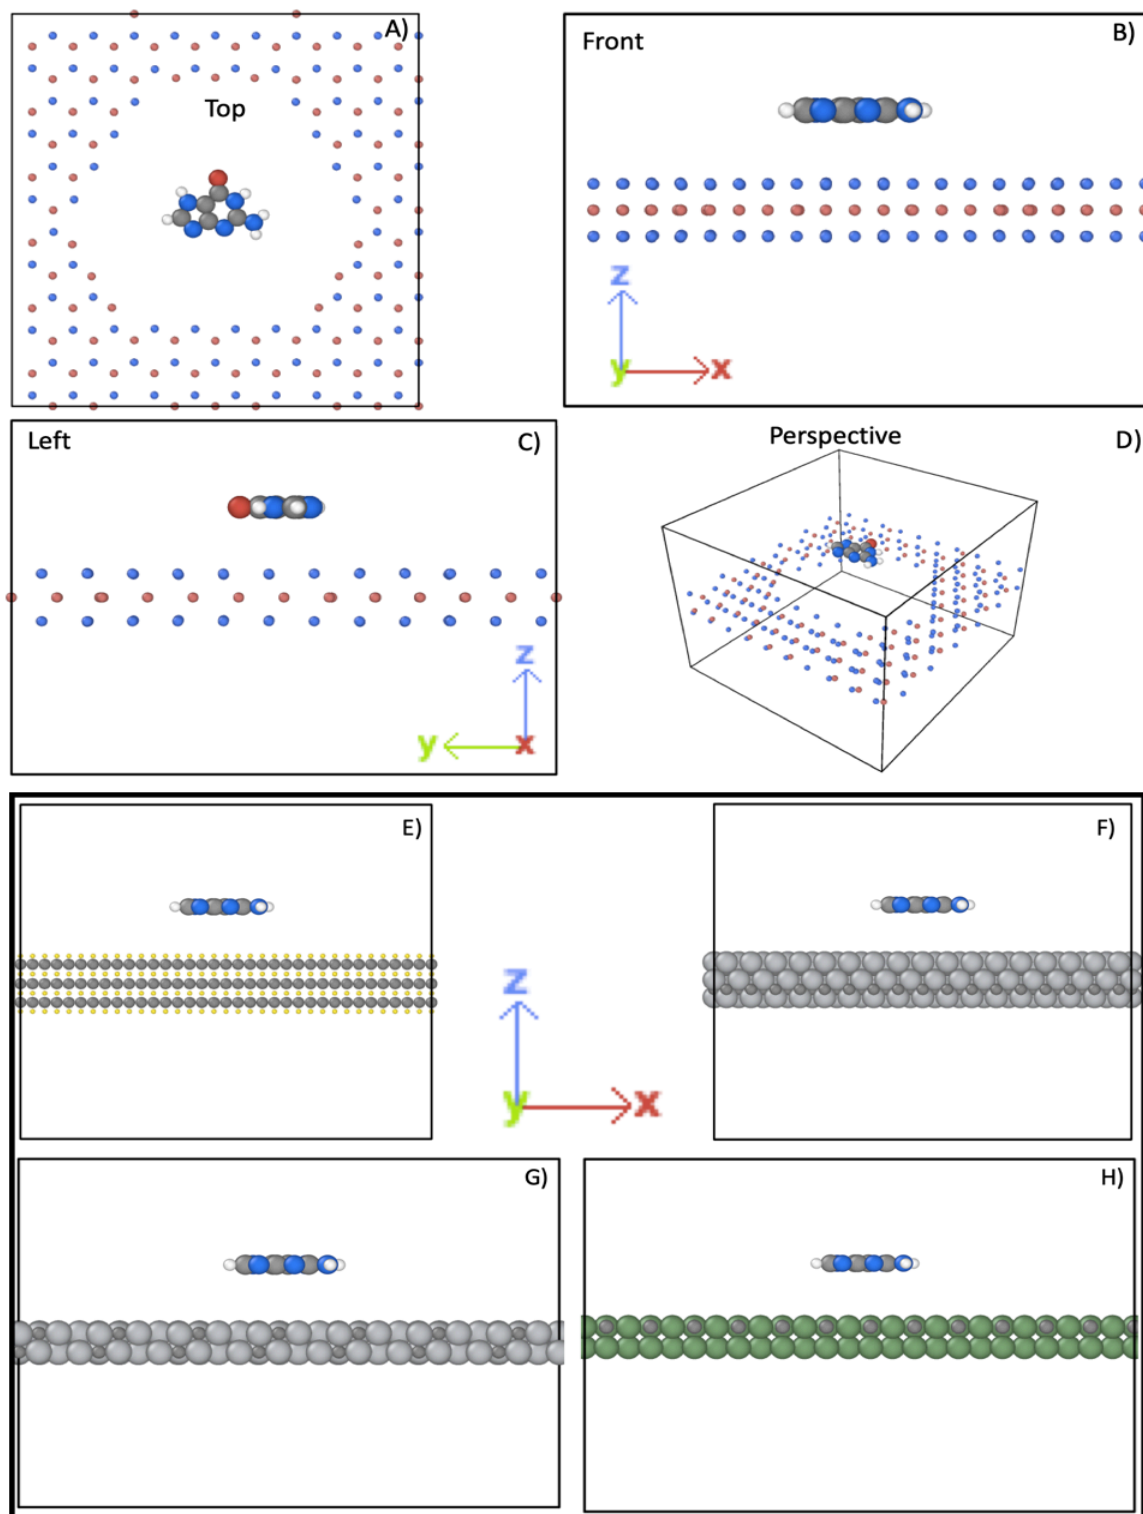 A)
Top
Front
B)
z
y
x
Left
C)
z
y
x
Perspective
D)
E)
F)
z
y
x
G)
H)